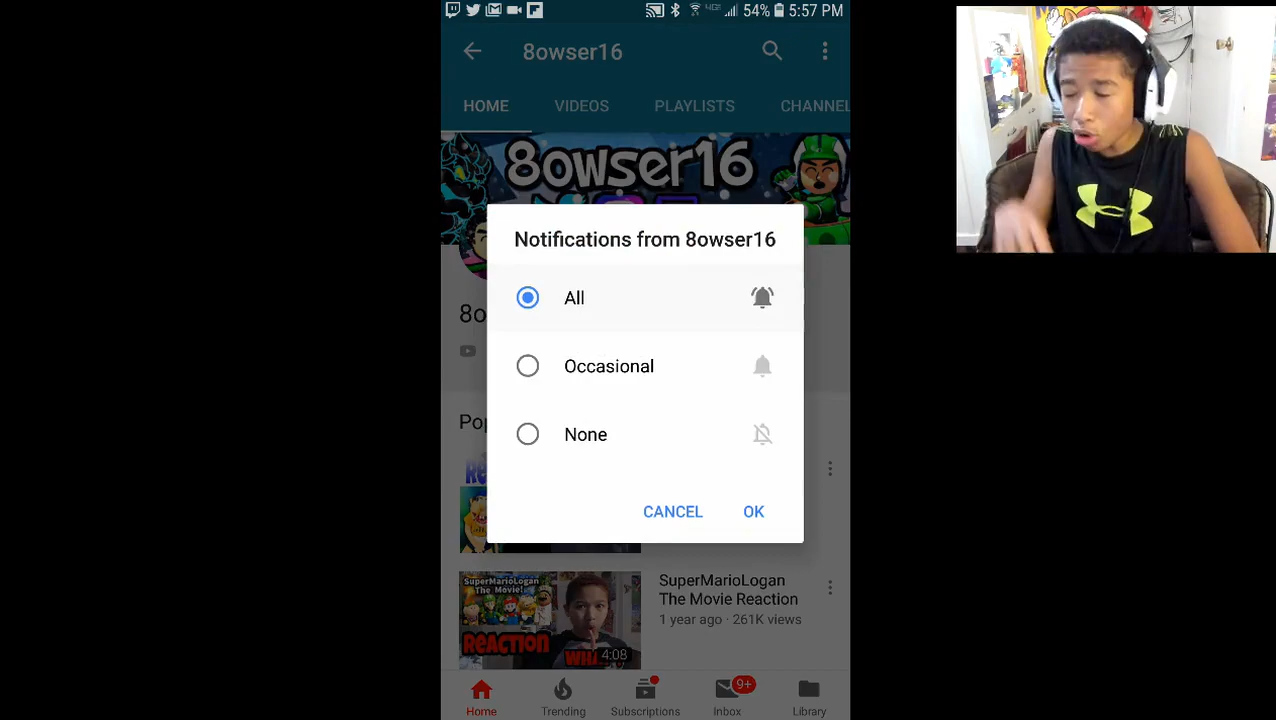 54% 5:57 PM
8owser16
HOME VIDEOS PLAYLISTS CHANNEL
8owser16
Notifications from 8owser16
All
Occasional
None
CANCEL OK
8o
Po
SuperMarioLogan
The Movie!
REACTION
4:08
SuperMarioLogan
The Movie Reaction
1 year ago · 261K views
9+
Home Trending Subscriptions Inbox Library